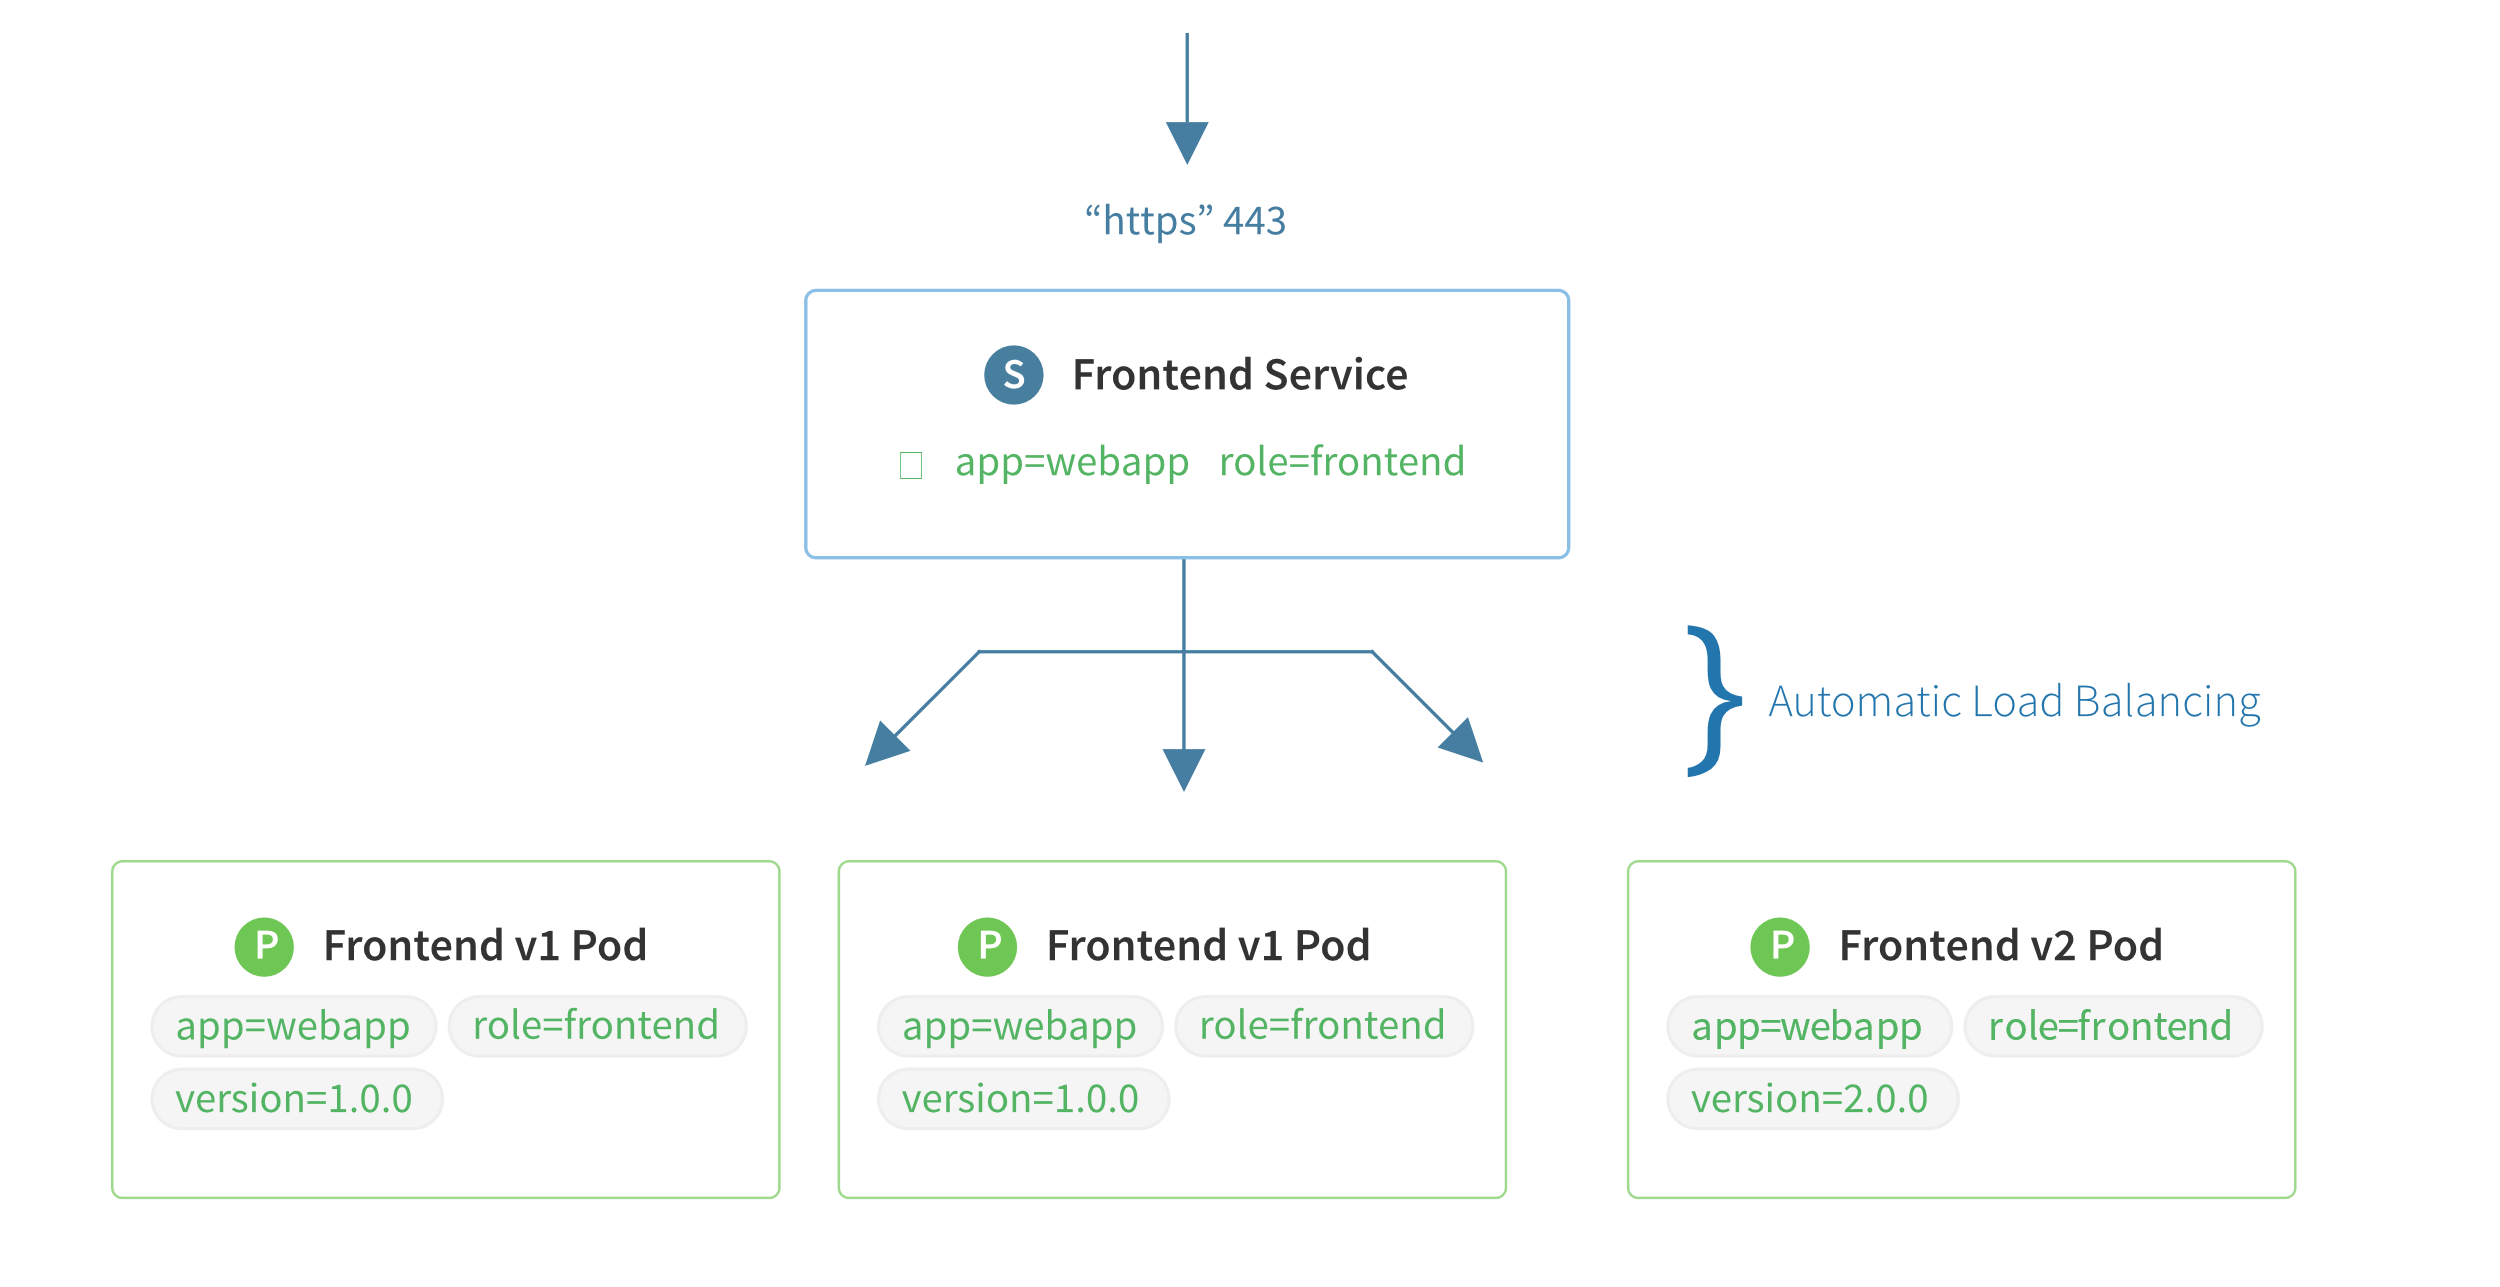 “https” 443
S Frontend Service
app=webapp role=frontend
Automatic Load Balancing
P Frontend v1 Pod
app=webapp role=frontend
version=1.0.0
P Frontend v1 Pod
app=webapp role=frontend
version=1.0.0
P Frontend v2 Pod
app=webapp role=frontend
version=2.0.0